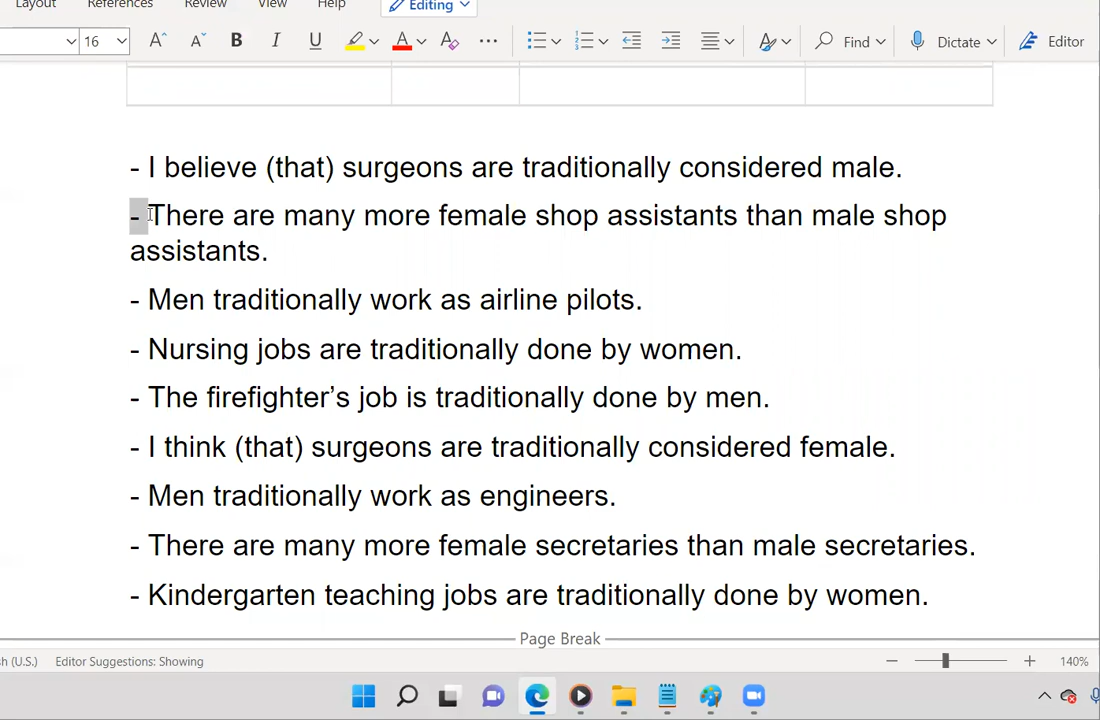 Layout References Review View Help Editing
16 B I U A Find Dictate Editor
- I believe (that) surgeons are traditionally considered male.
- There are many more female shop assistants than male shop
assistants.
- Men traditionally work as airline pilots.
- Nursing jobs are traditionally done by women.
- The firefighter’s job is traditionally done by men.
- I think (that) surgeons are traditionally considered female.
- Men traditionally work as engineers.
- There are many more female secretaries than male secretaries.
- Kindergarten teaching jobs are traditionally done by women.
Page Break
h (U.S.) Editor Suggestions: Showing 140%